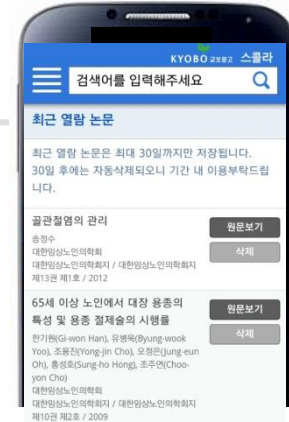 KYOBO 교보문고 스콜라
검색어를 입력해주세요
최근 열람 논문
최근 열람 논문은 최대 30일까지만 저장됩니다.
30일 후에는 자동삭제되오니 기간 내 이용부탁드립
니다.
골관절염의 관리
원문보기
송정수
삭제
대한임상노인의학회
대한임상노인의학회지 / 대한임상노인의학회지
제13권 제1호 / 2012
65세 이상 노인에서 대장 용종의
특성 및 용종 절제술의 시행률
원문보기
삭제
한기원(Gi-won Han), 유병욱(Byung-wook
Yoo), 조용진(Yong-jin Cho), 오정은(Jung-eun
Oh), 홍성호(Sung-ho Hong), 조주연(Choo-
yon Cho)
대한임상노인의학회
대한임상노인의학회지 / 대한임상노인의학회지
제10권 제2호 / 2009